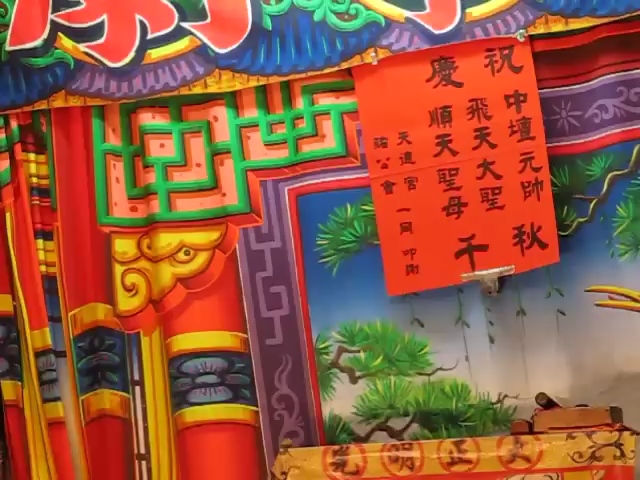 祝 慶
中壇元帥
飛天大聖
順天聖母
千 秋
天進宮 一同 叩謝
諸公會
光明正大